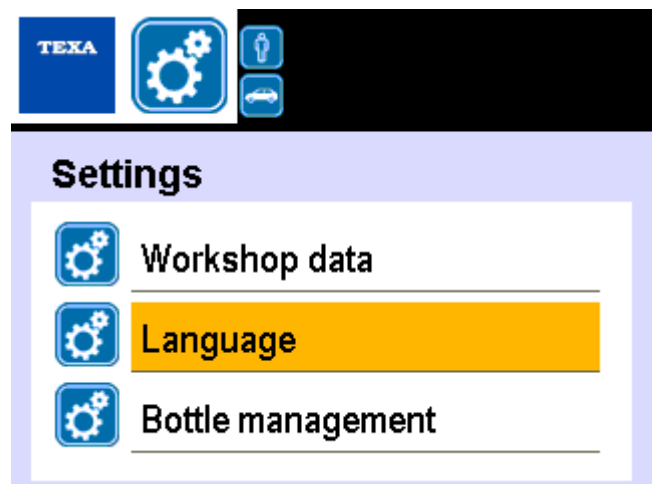 TEXA
Settings
Workshop data
Language
Bottle management